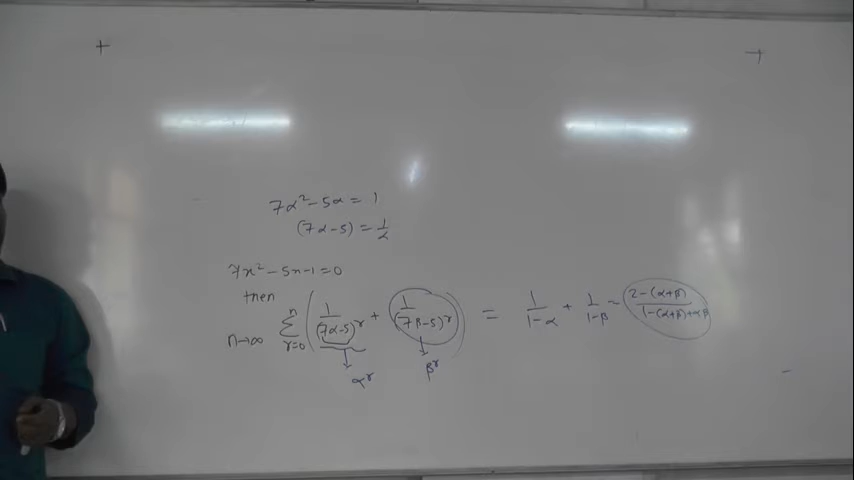 7α² - 5α = 1
(7α - 5) = 1/α
7x² - 5x - 1 = 0
then
n→∞ ∑_{r=0}^{n} ( 1/(7α-5)^r + 1/(7β-5)^r ) = 1/(1-α) + 1/(1-β) = (2-(α+β))/(1-(α+β)+αβ)
α^r β^r